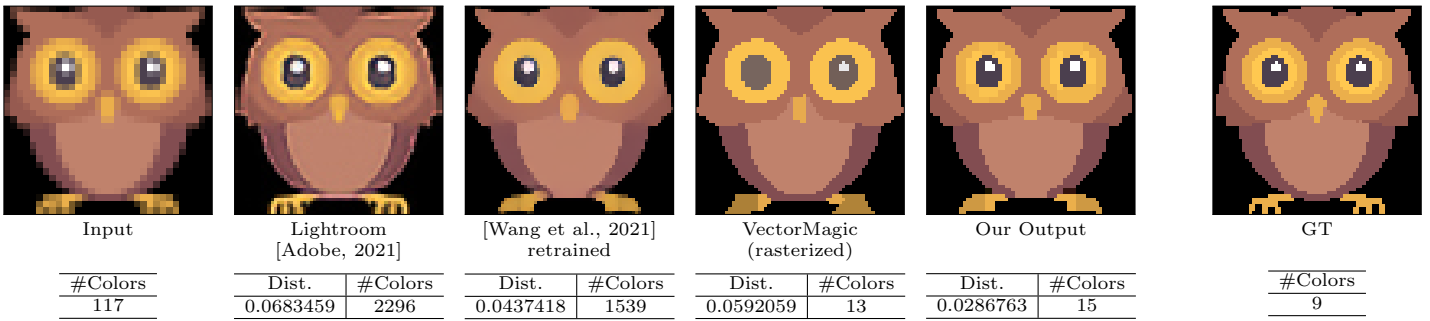 Input
Lightroom
[Adobe, 2021]
[Wang et al., 2021]
retrained
VectorMagic
(rasterized)
Our Output
GT
#Colors
117
Dist. #Colors
0.0683459 2296
Dist. #Colors
0.0437418 1539
Dist. #Colors
0.0592059 13
Dist. #Colors
0.0286763 15
#Colors
9